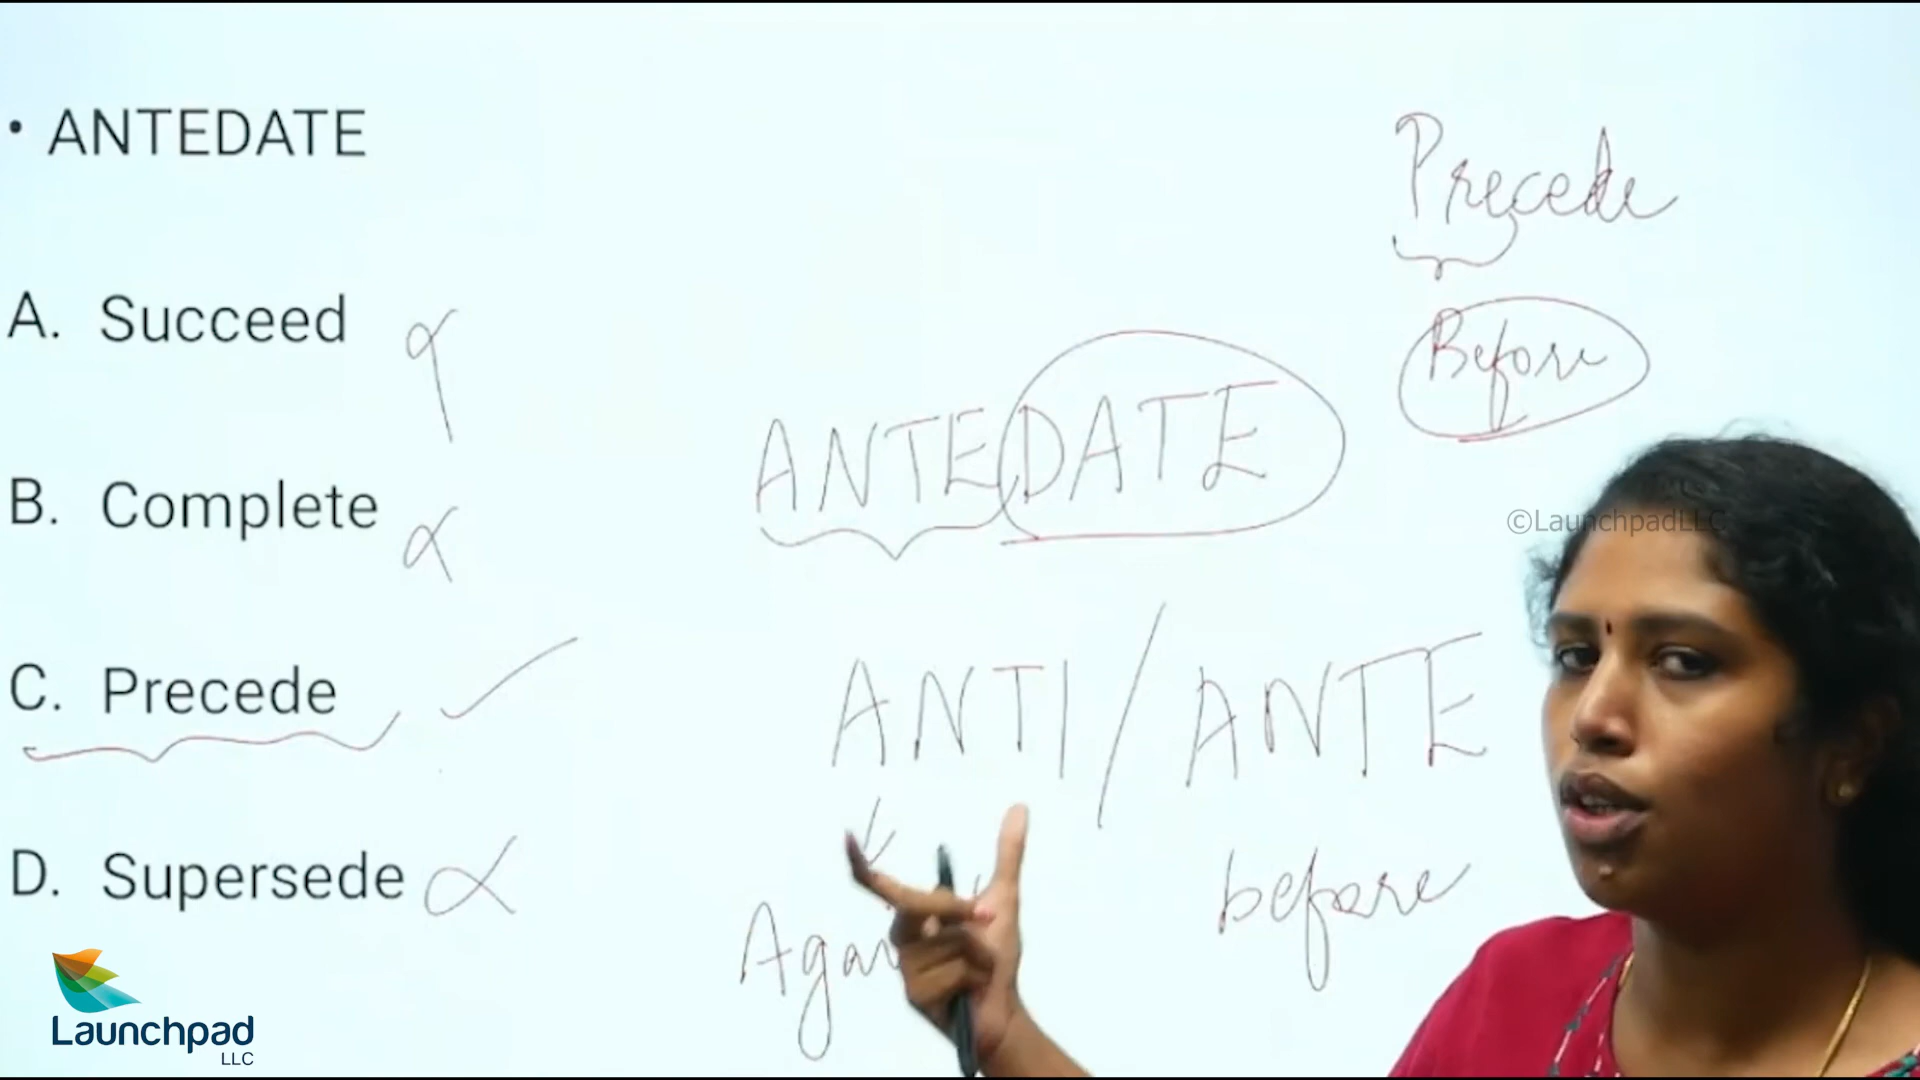 • ANTEDATE
A. Succeed
B. Complete
C. Precede
D. Supersede
Precede
Before
ANTEDATE
ANTI / ANTE
before
©LaunchpadLLC
Launchpad
LLC